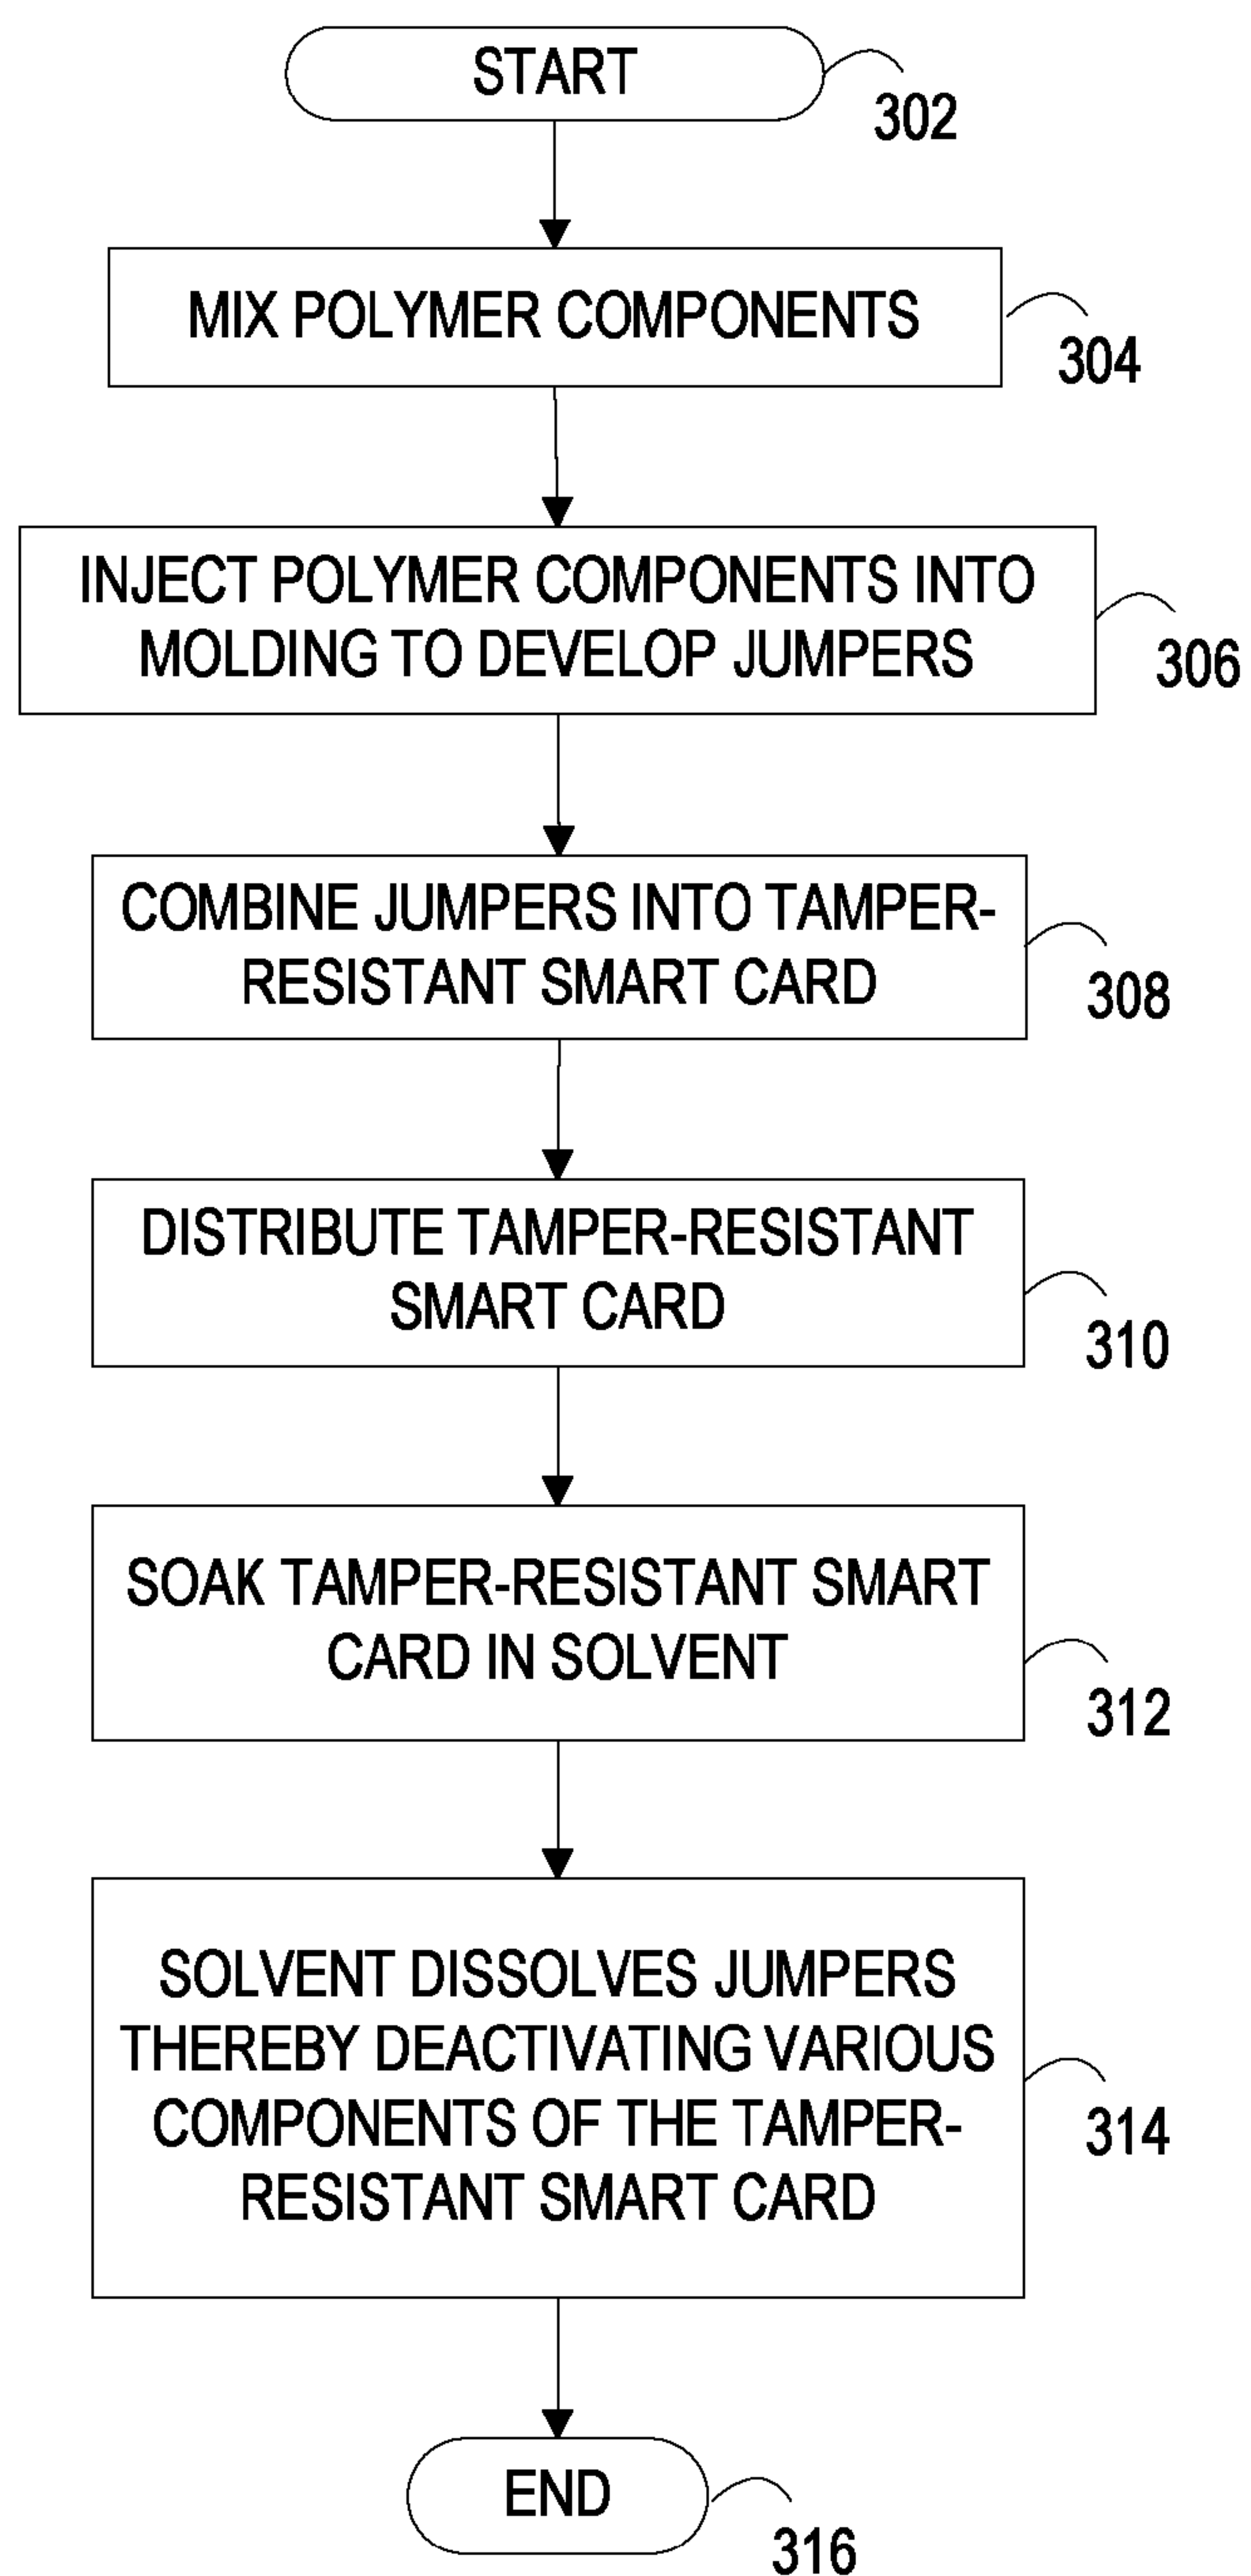 START
302
MIX POLYMER COMPONENTS
304
INJECT POLYMER COMPONENTS INTO
MOLDING TO DEVELOP JUMPERS
306
COMBINE JUMPERS INTO TAMPER-
RESISTANT SMART CARD
308
DISTRIBUTE TAMPER-RESISTANT
SMART CARD
310
SOAK TAMPER-RESISTANT SMART
CARD IN SOLVENT
312
SOLVENT DISSOLVES JUMPERS
THEREBY DEACTIVATING VARIOUS
COMPONENTS OF THE TAMPER-
RESISTANT SMART CARD
314
END
316